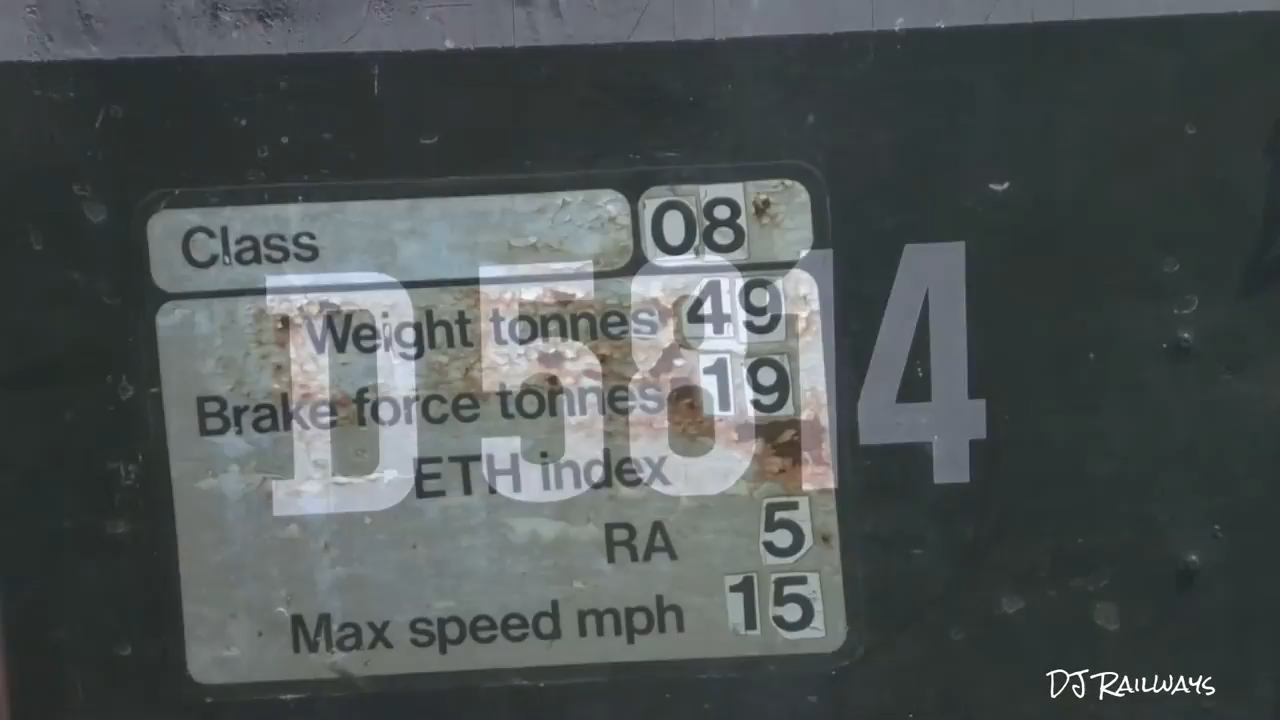 Class 08
D5814
Weight tonnes 49
Brake force tonnes 19
ETH index
RA 5
Max speed mph 15
DJ RAILWAYS